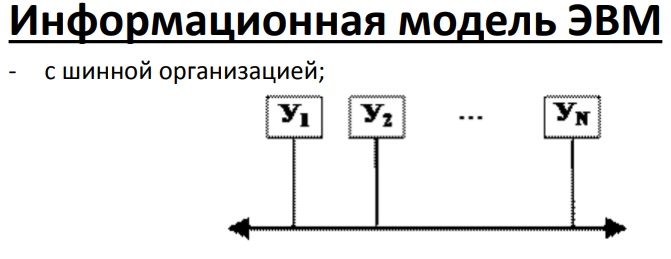 Информационная модель ЭВМ
- с шинной организацией;
У1 У2 ... УN